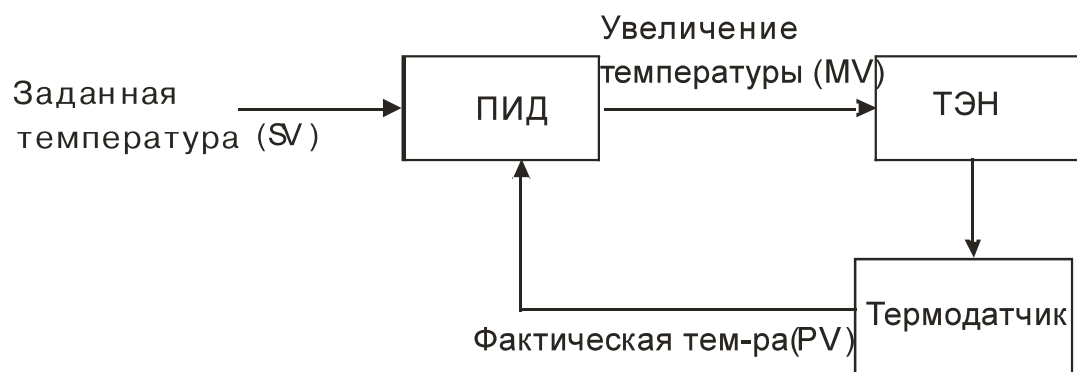 Увеличение
температуры (MV)
Заданная
температура (SV)
ПИД
ТЭН
Термодатчик
Фактическая тем-ра(PV)